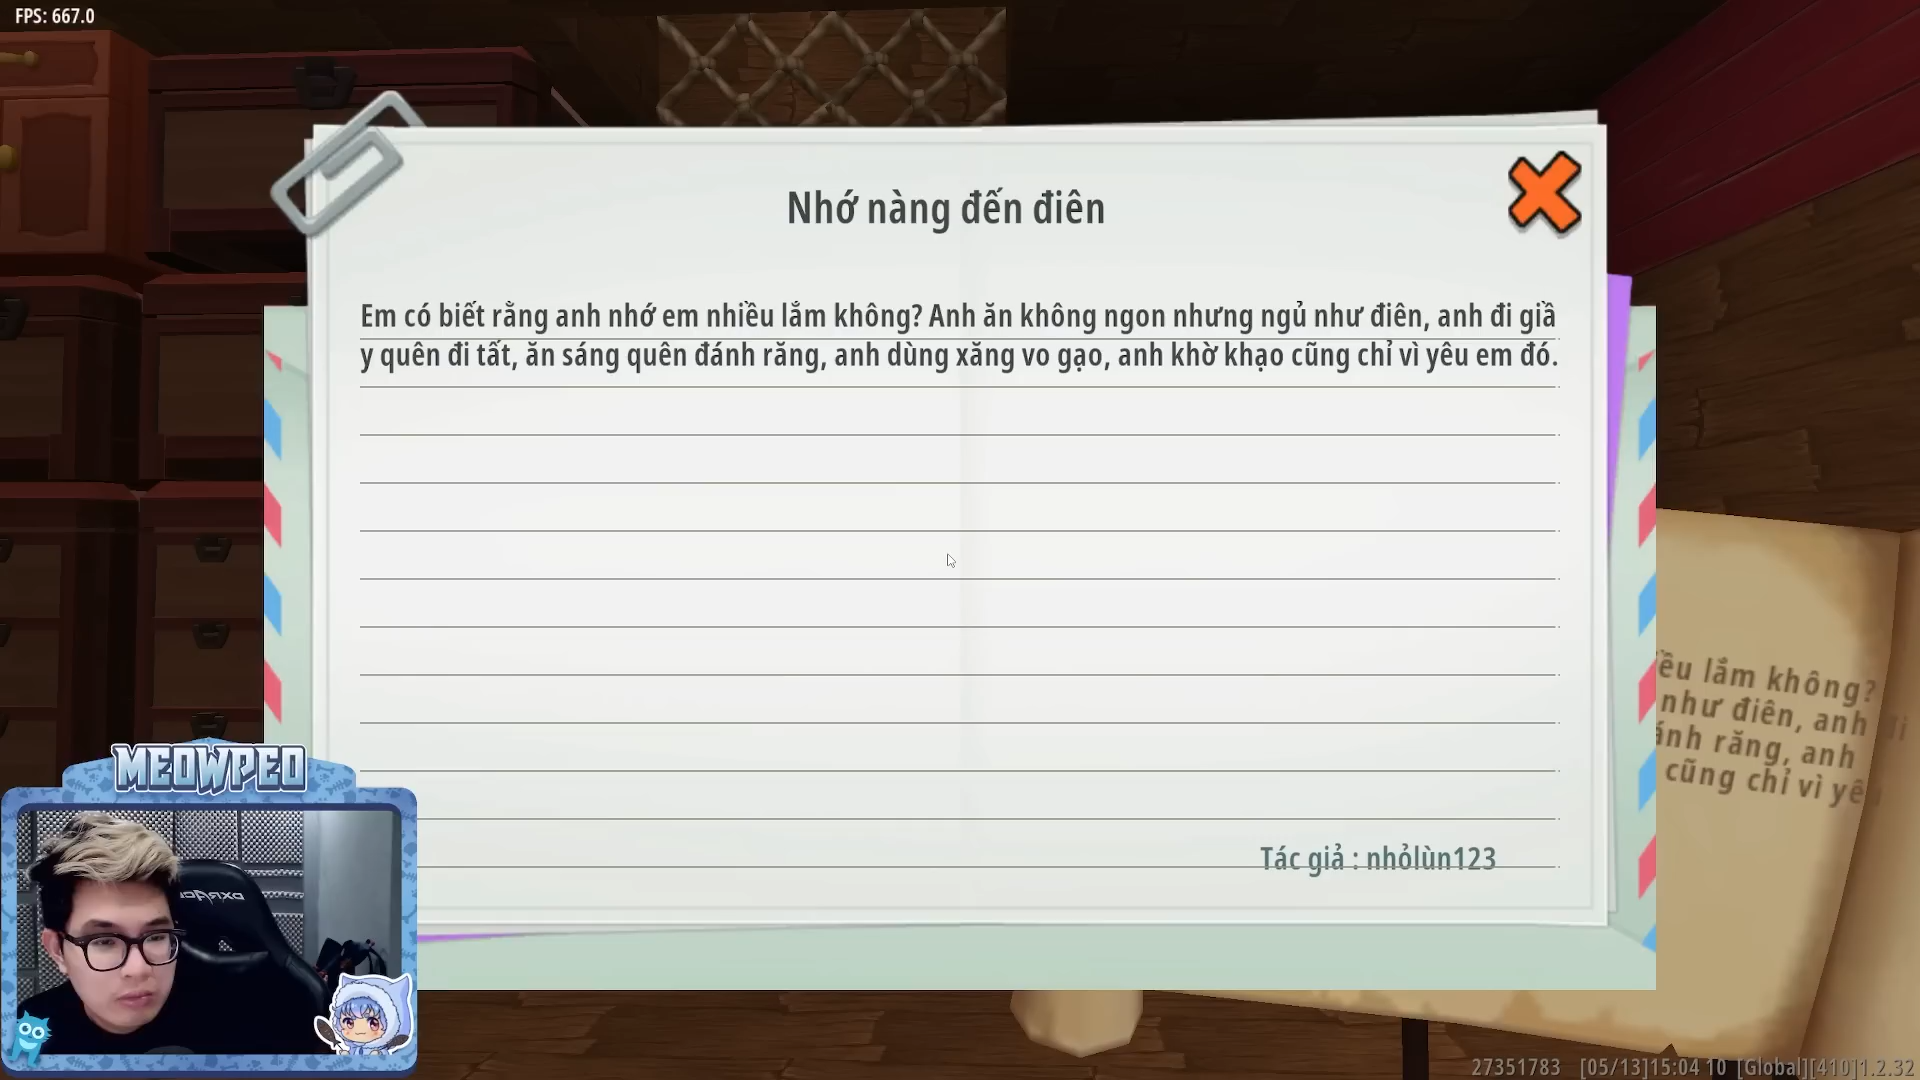 FPS: 667.0
Nhớ nàng đến điên
Em có biết rằng anh nhớ em nhiều lắm không? Anh ăn không ngon nhưng ngủ như điên, anh đi giầ
y quên đi tất, ăn sáng quên đánh răng, anh dùng xăng vo gạo, anh khờ khạo cũng chỉ vì yêu em đó.
ều lắm không?
như điên, anh đi
ánh răng, anh
cũng chỉ vì yê
Tác giả : nhỏlùn123
MEOWPEO
27351783 [05/13]15:04 10 [Global][410]1.2.32